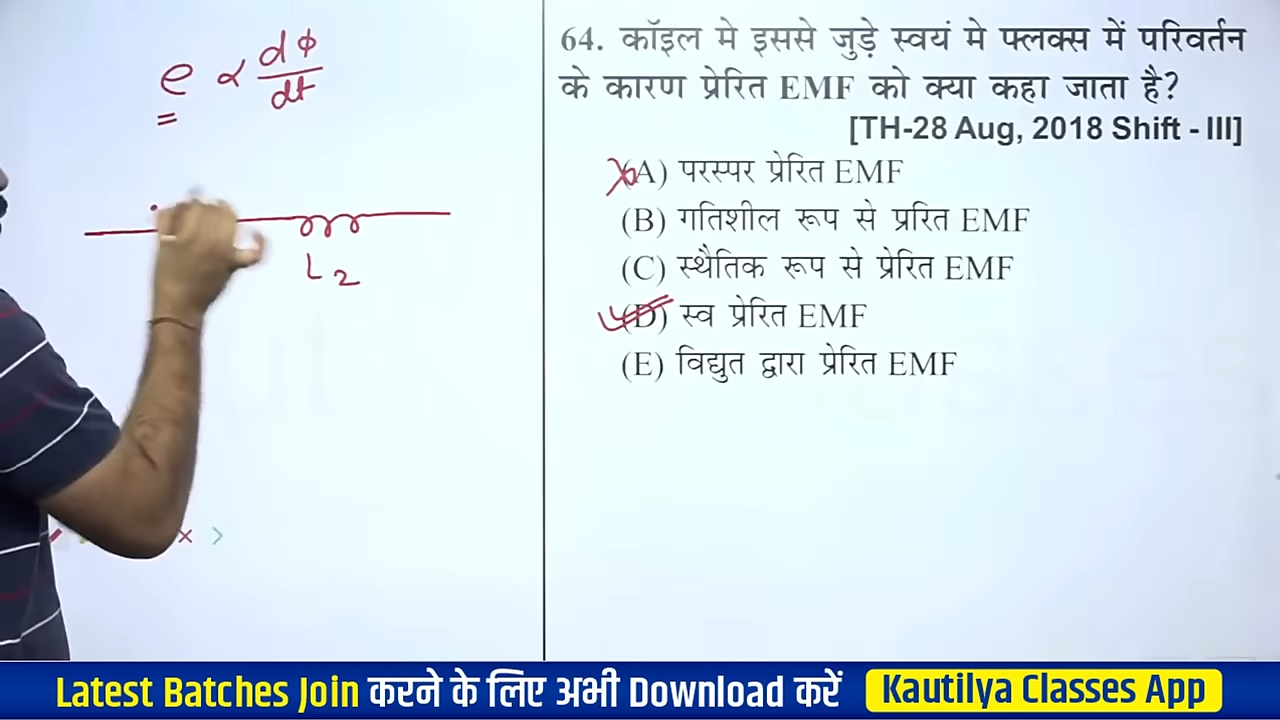 e ∝ dφ/dt
L2
64. कॉइल मे इससे जुड़े स्वयं मे फ्लक्स में परिवर्तन
के कारण प्रेरित EMF को क्या कहा जाता है?
[TH-28 Aug, 2018 Shift - III]
(A) परस्पर प्रेरित EMF
(B) गतिशील रूप से प्ररित EMF
(C) स्थैतिक रूप से प्रेरित EMF
(D) स्व प्रेरित EMF
(E) विद्युत द्वारा प्रेरित EMF
Latest Batches Join करने के लिए अभी Download करें
Kautilya Classes App